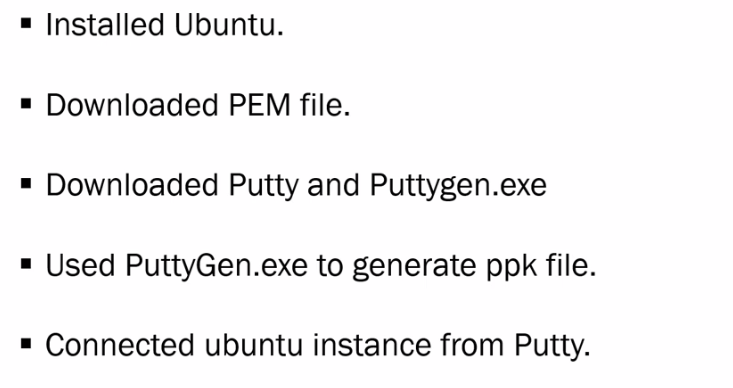 ▪ Installed Ubuntu.
▪ Downloaded PEM file.
▪ Downloaded Putty and Puttygen.exe
▪ Used PuttyGen.exe to generate ppk file.
▪ Connected ubuntu instance from Putty.